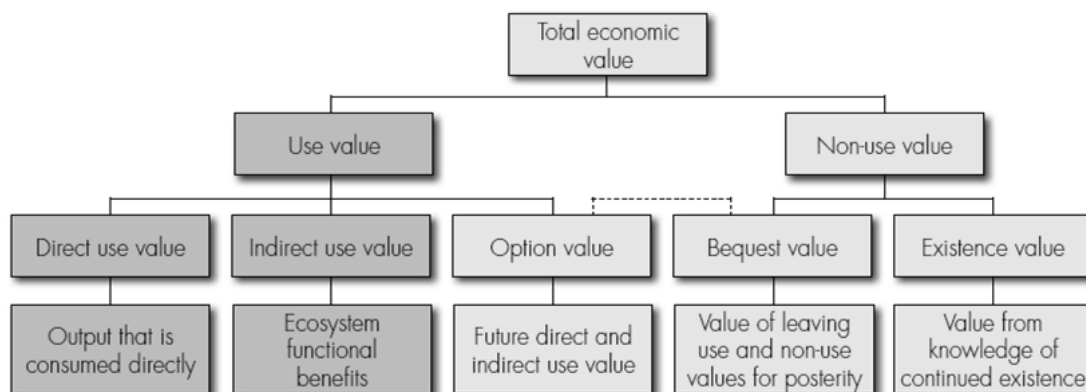 Total economic
value
Use value
Non-use value
Direct use value
Indirect use value
Option value
Bequest value
Existence value
Output that is
consumed directly
Ecosystem
functional
benefits
Future direct and
indirect use value
Value of leaving
use and non-use
values for posterity
Value from
knowledge of
continued existence